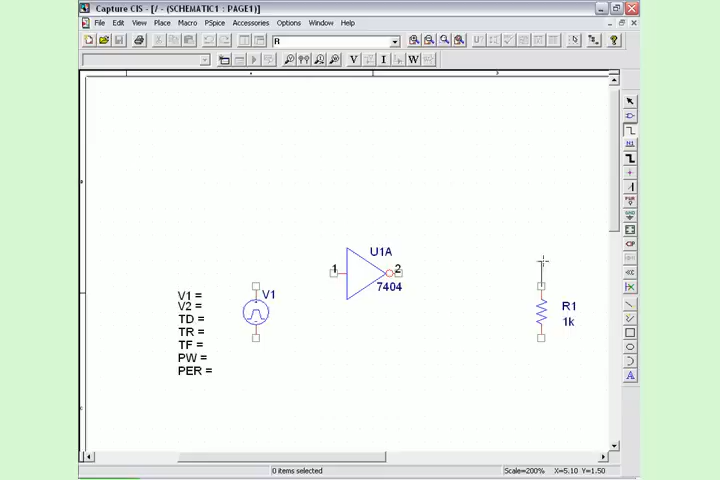 Capture CIS - [/ - (SCHEMATIC1 : PAGE1)]
File Edit View Place Macro PSpice Accessories Options Window Help
R
V I W
U1A
1 2
7404
V1
V1 =
V2 =
TD =
TR =
TF =
PW =
PER =
R1
1k
0 items selected Scale=200% X=5.10 Y=1.50